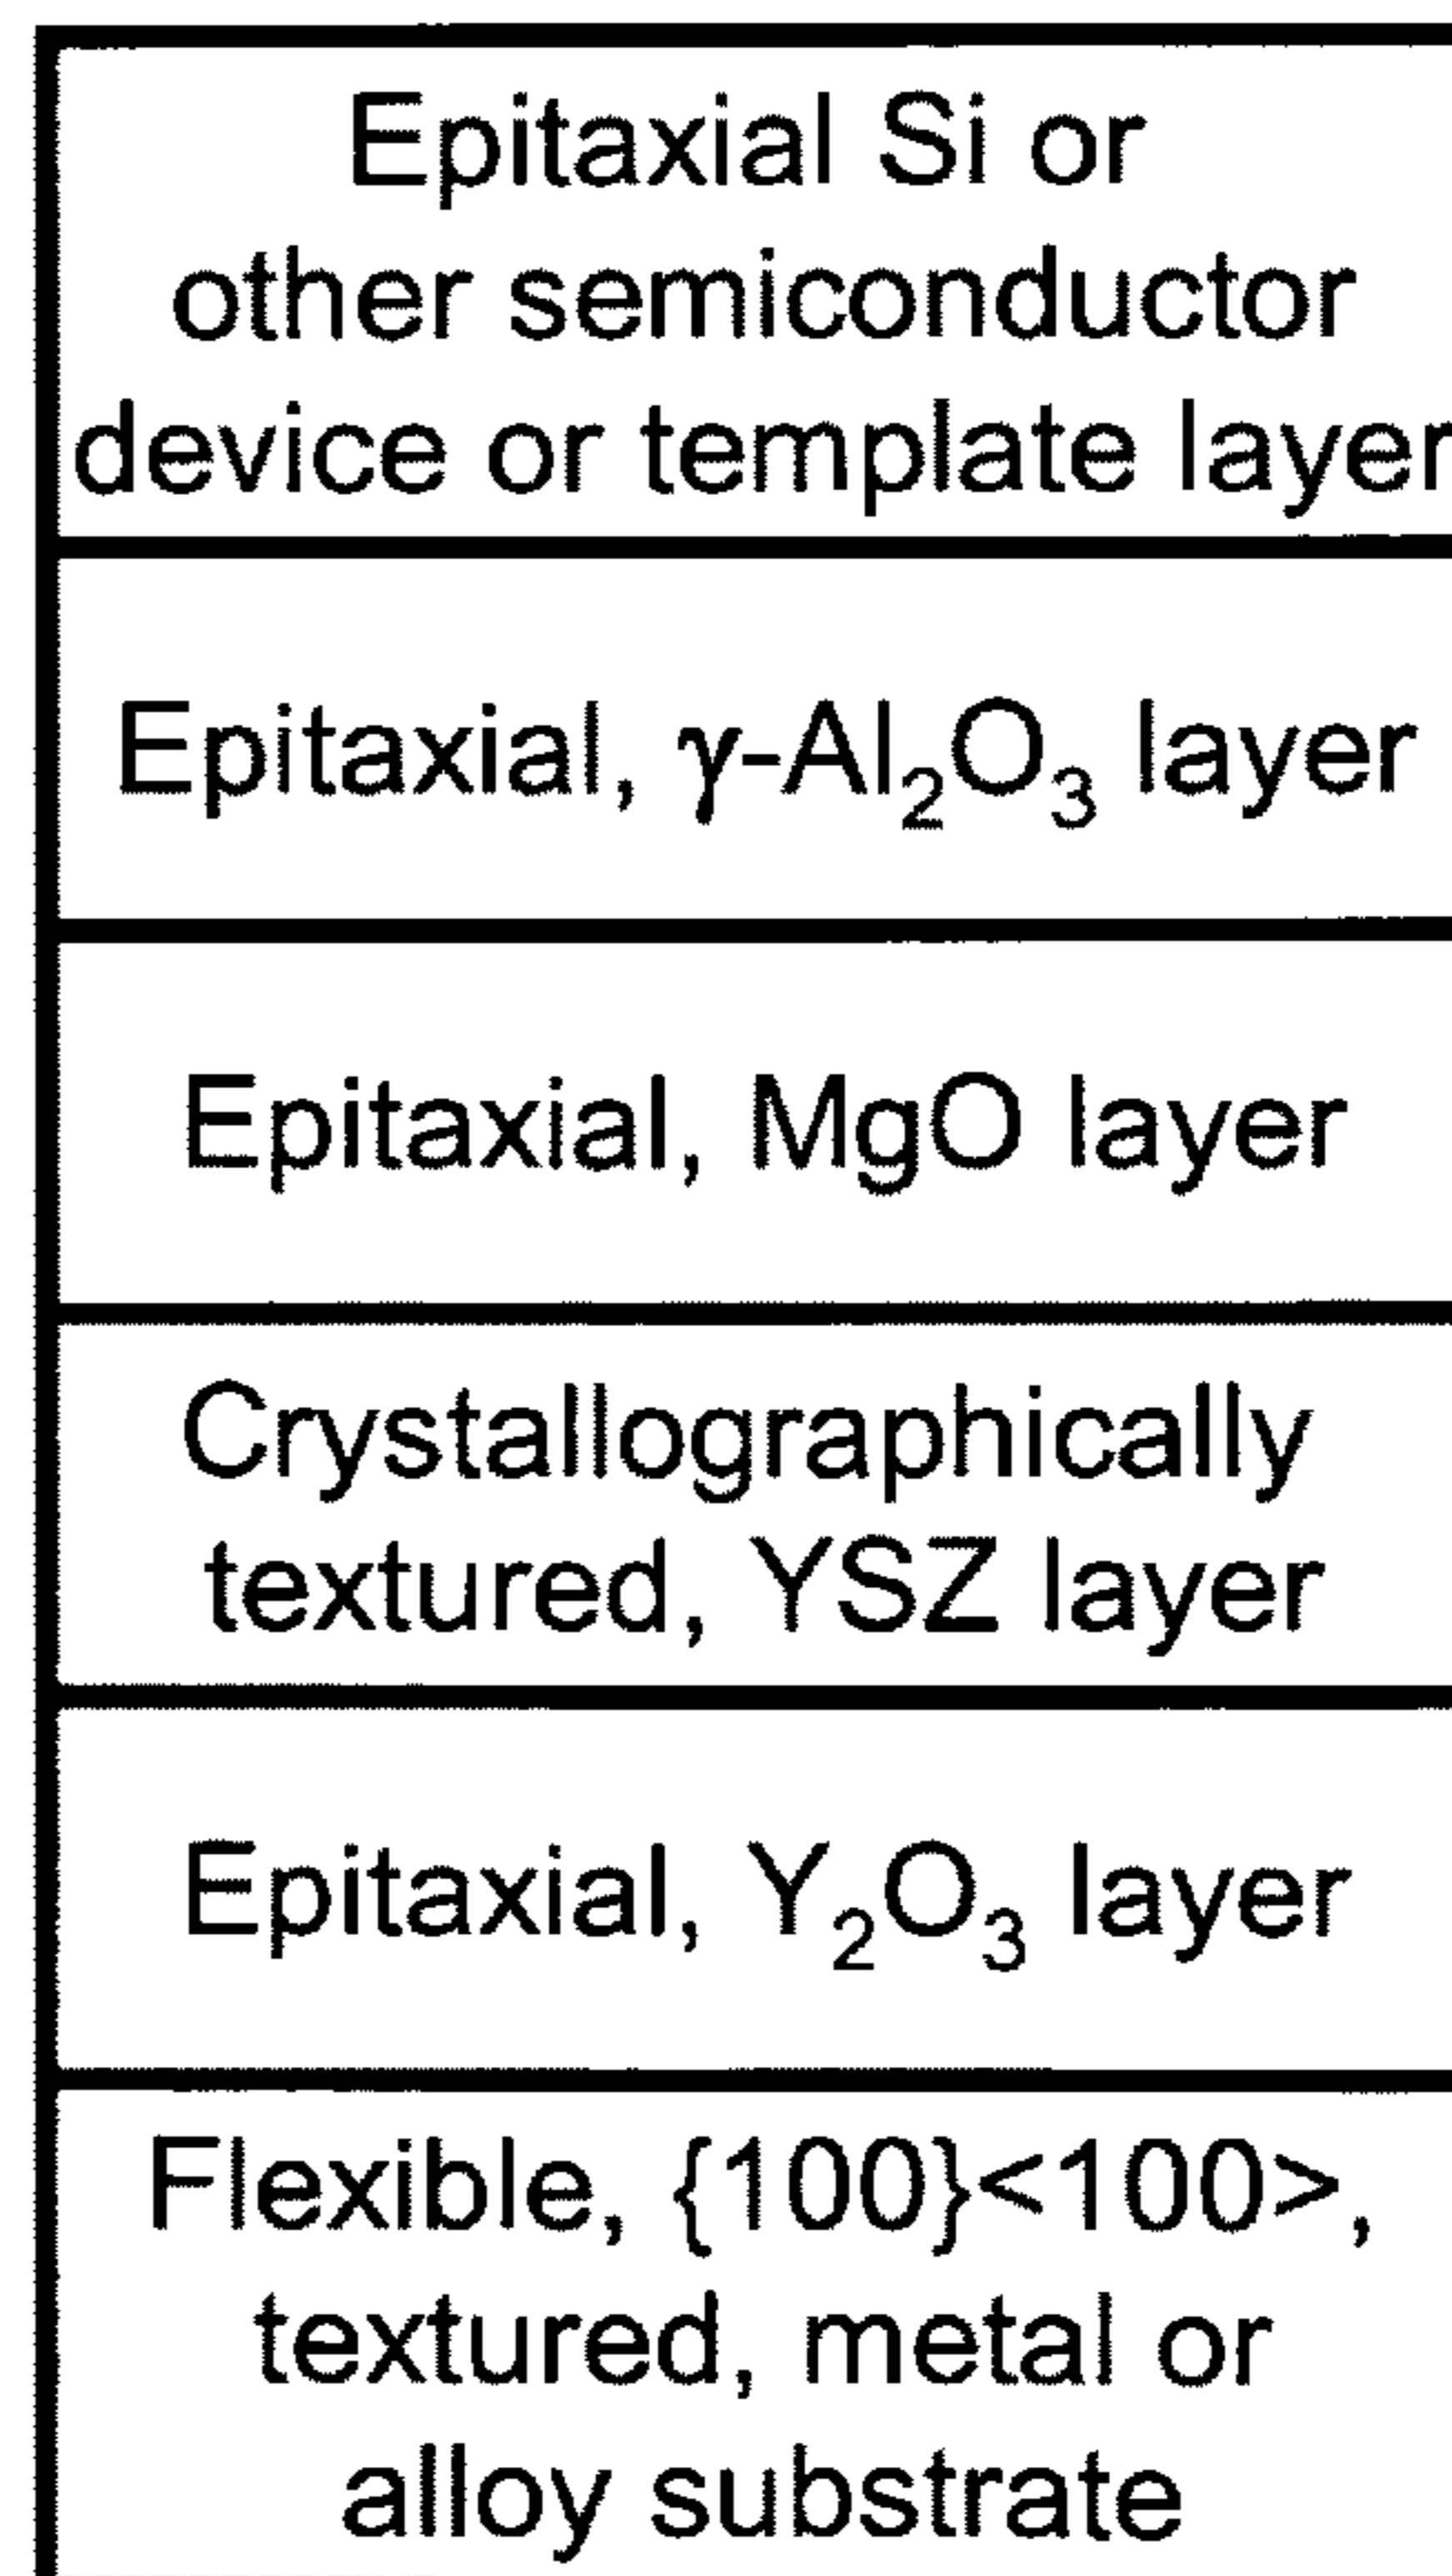 Epitaxial Si or
other semiconductor
device or template layer
Epitaxial, γ-Al₂O₃ layer
Epitaxial, MgO layer
Crystallographically
textured, YSZ layer
Epitaxial, Y₂O₃ layer
Flexible, {100}<100>,
textured, metal or
alloy substrate